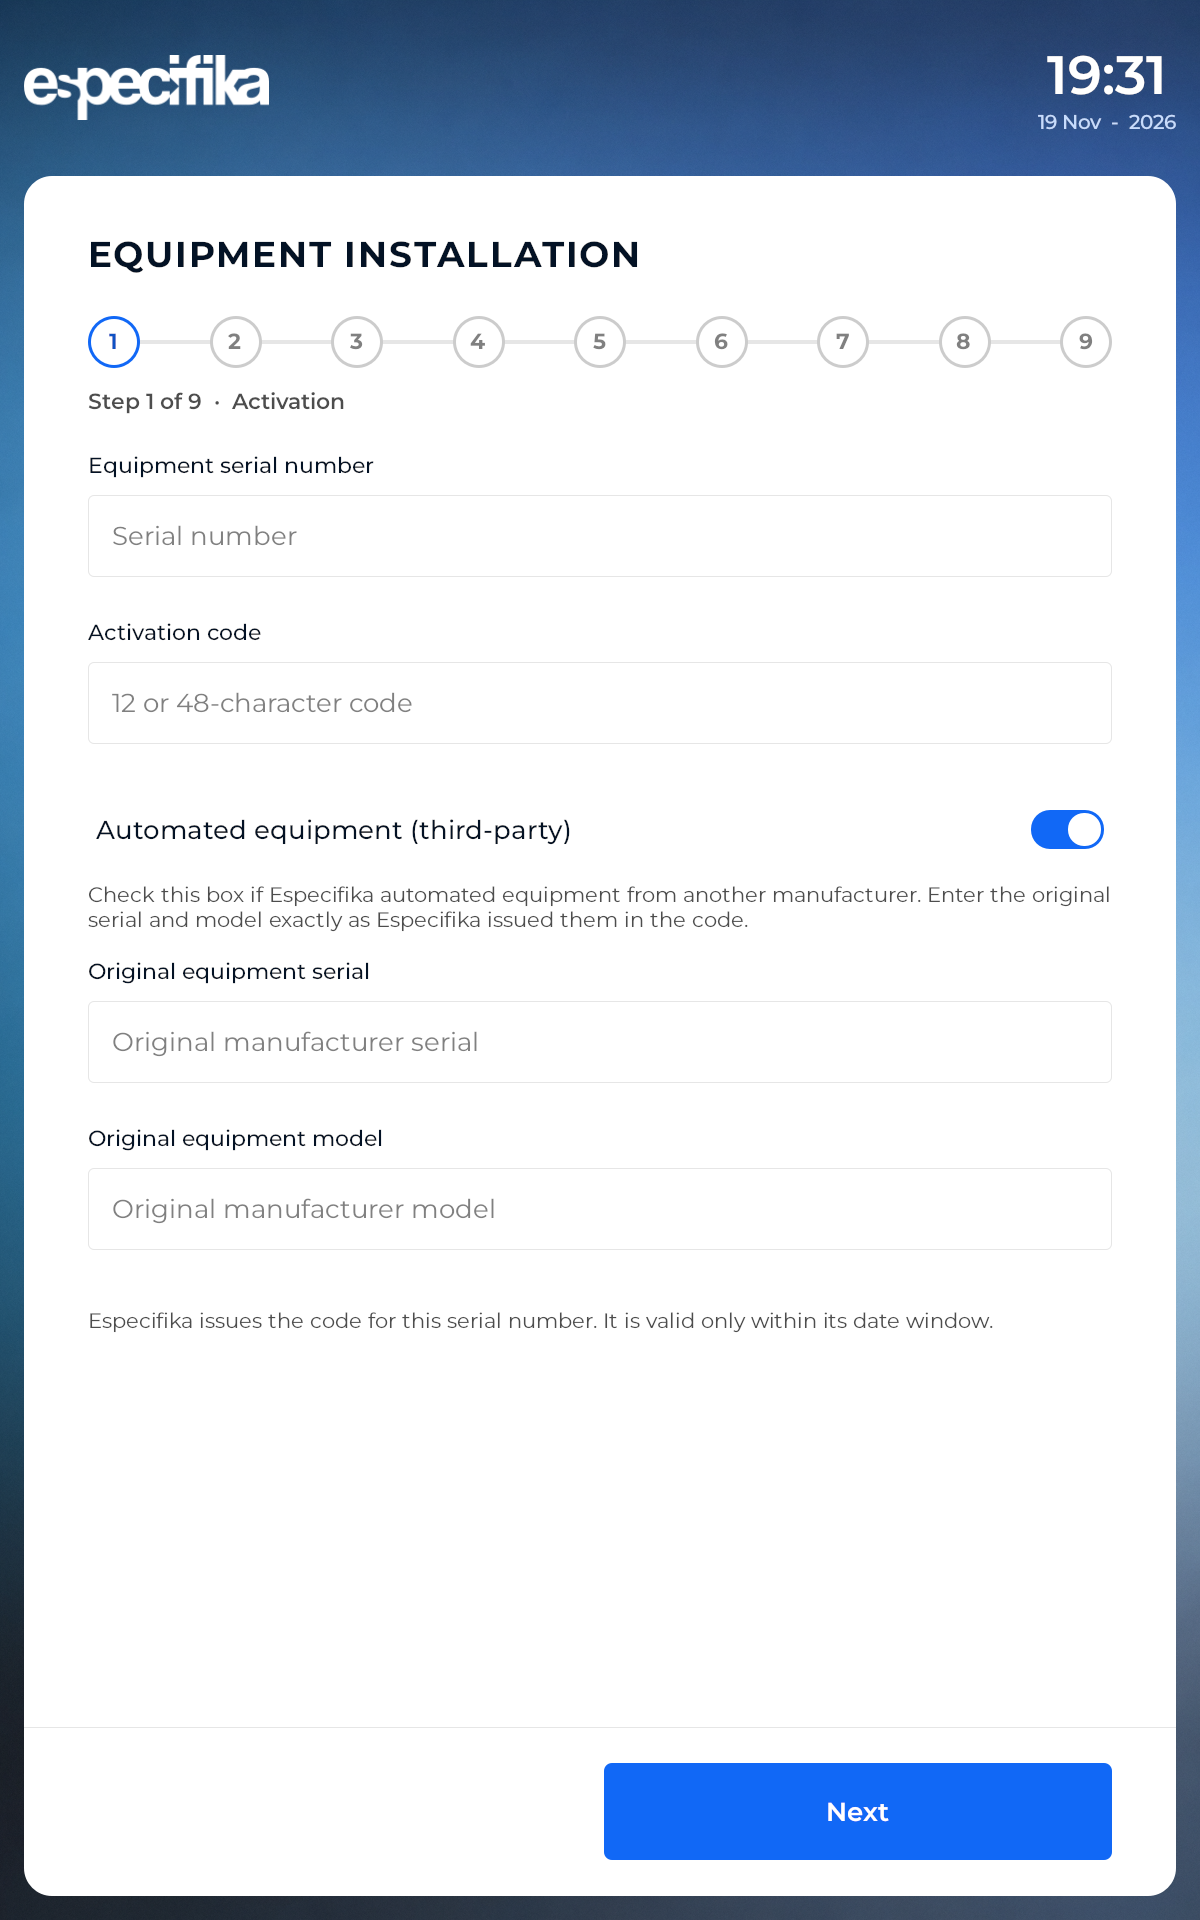 especifika
19:31
19 Nov - 2026
EQUIPMENT INSTALLATION
1 2 3 4 5 6 7 8 9
Step 1 of 9 · Activation
Equipment serial number
Serial number
Activation code
12 or 48-character code
Automated equipment (third-party)
Check this box if Especifika automated equipment from another manufacturer. Enter the original
serial and model exactly as Especifika issued them in the code.
Original equipment serial
Original manufacturer serial
Original equipment model
Original manufacturer model
Especifika issues the code for this serial number. It is valid only within its date window.
Next